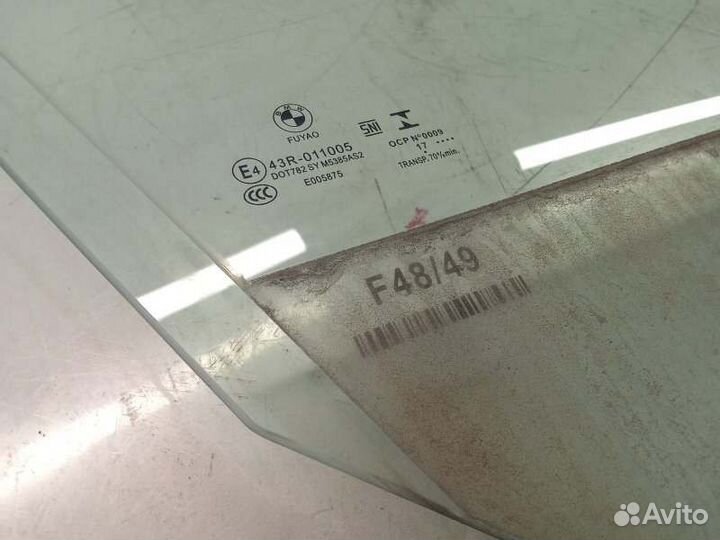 BMW
FUYAO
E4 43R-011005
DOT782 SY M5385AS2
CCC E005875
SNI
OCP Nº0009
17 ....
TRANSP. 70% min.
F48/49
Avito